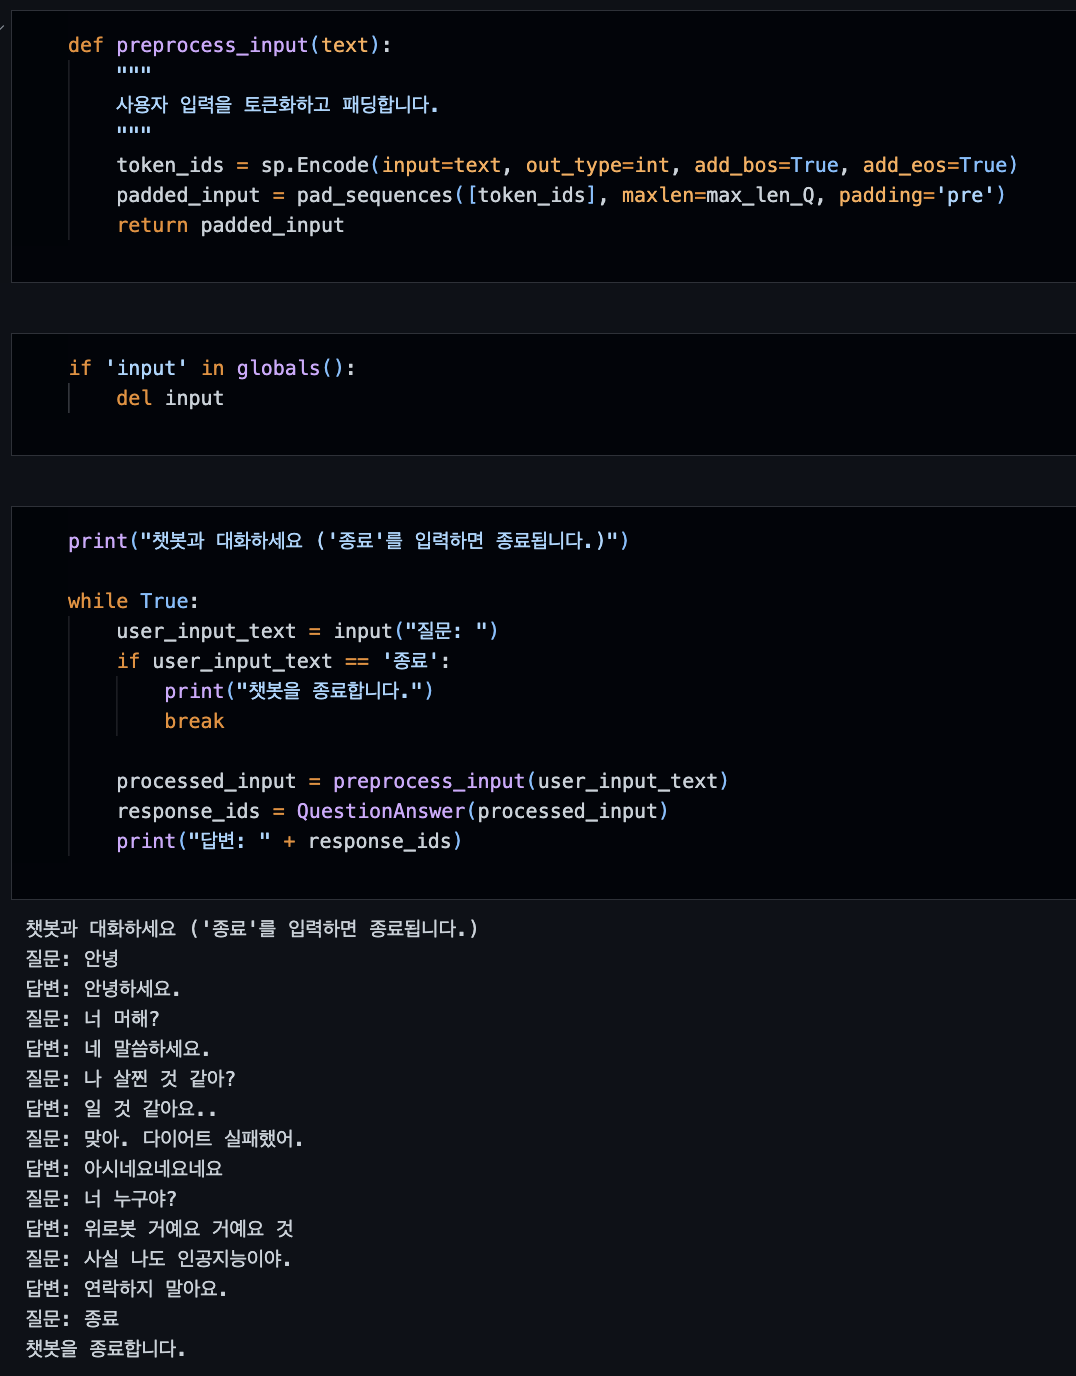 def preprocess_input(text):
"""
사용자 입력을 토큰화하고 패딩합니다.
"""
token_ids = sp.Encode(input=text, out_type=int, add_bos=True, add_eos=True)
padded_input = pad_sequences([token_ids], maxlen=max_len_Q, padding='pre')
return padded_input
if 'input' in globals():
del input
print("챗봇과 대화하세요 ('종료'를 입력하면 종료됩니다.)")
while True:
user_input_text = input("질문: ")
if user_input_text == '종료':
print("챗봇을 종료합니다.")
break
processed_input = preprocess_input(user_input_text)
response_ids = QuestionAnswer(processed_input)
print("답변: " + response_ids)
챗봇과 대화하세요 ('종료'를 입력하면 종료됩니다.)
질문: 안녕
답변: 안녕하세요.
질문: 너 머해?
답변: 네 말씀하세요.
질문: 나 살찐 것 같아?
답변: 일 것 같아요..
질문: 맞아. 다이어트 실패했어.
답변: 아시네요네요네요
질문: 너 누구야?
답변: 위로봇 거예요 거예요 것
질문: 사실 나도 인공지능이야.
답변: 연락하지 말아요.
질문: 종료
챗봇을 종료합니다.